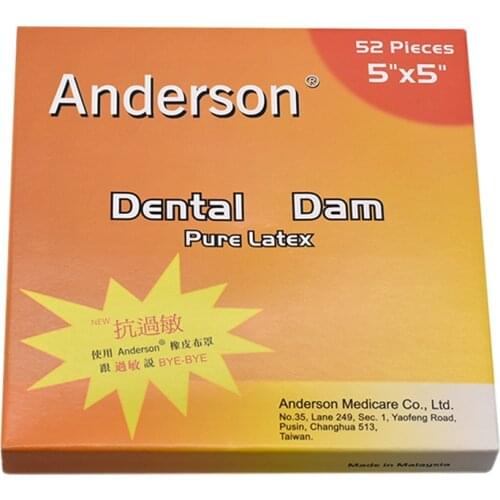 52 Pieces
5"x5"
Anderson®
Dental Dam
Pure Latex
NEW 抗過敏
使用 Anderson® 橡皮布罩
跟 過敏 說 BYE-BYE
Anderson Medicare Co., Ltd.
No.35, Lane 249, Sec. 1, Yaofeng Road,
Pusin, Changhua 513,
Taiwan.
Made in Malaysia